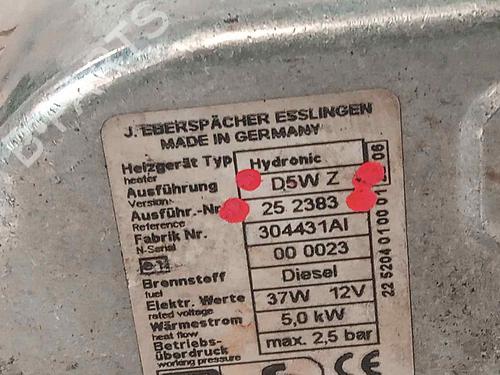 J. EBERSPÄCHER ESSLINGEN
MADE IN GERMANY
Heizgerät Typ Hydronic
heater
Ausführung D5W Z
Version
Ausführ.-Nr 25 2383
Reference
Fabrik Nr. 304431AI
N-Serial
00 0023
Brennstoff Diesel
fuel
Elektr. Werte 37W 12V
rated voltage
Wärmestrom 5,0 kW
heat flow
Betriebs-
überdruck max. 2,5 bar
working pressure
CE
22 5204 01 00 01
06
B-PARTS